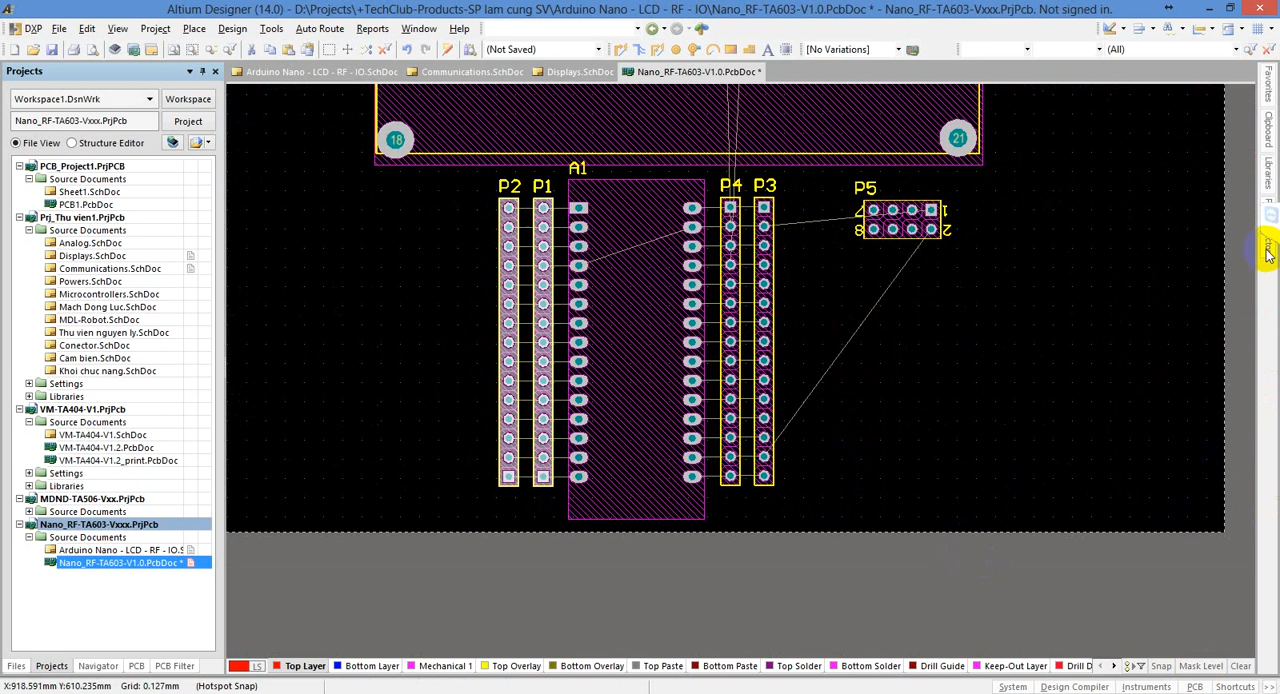 Altium Designer (14.0) - D:\Projects\+TechClub-Products-SP lam cung SV\Arduino Nano - LCD - RF - IO\Nano_RF-TA603-V1.0.PcbDoc * - Nano_RF-TA603-Vxxx.PrjPcb. Not signed in.
DXP File Edit View Project Place Design Tools Auto Route Reports Window Help
(Not Saved) [No Variations] (All)
Projects
Arduino Nano - LCD - RF - IO.SchDoc Communications.SchDoc Displays.SchDoc Nano_RF-TA603-V1.0.PcbDoc *
Workspace1.DsnWrk Workspace
Nano_RF-TA603-Vxxx.PrjPcb Project
File View Structure Editor
PCB_Project1.PrjPCB
Source Documents
Sheet1.SchDoc
PCB1.PcbDoc
Prj_Thu vien1.PrjPcb
Source Documents
Analog.SchDoc
Displays.SchDoc
Communications.SchDoc
Powers.SchDoc
Microcontrollers.SchDoc
Mach Dong Luc.SchDoc
MDL-Robot.SchDoc
Thu vien nguyen ly.SchDoc
Conector.SchDoc
Cam bien.SchDoc
Khoi chuc nang.SchDoc
Settings
Libraries
VM-TA404-V1.PrjPcb
Source Documents
VM-TA404-V1.SchDoc
VM-TA404-V1.2.PcbDoc
VM-TA404-V1.2_print.PcbDoc
Settings
Libraries
MDND-TA506-Vxx.PrjPcb
Source Documents
Nano_RF-TA603-Vxxx.PrjPcb
Source Documents
Arduino Nano - LCD - RF - IO.S
Nano_RF-TA603-V1.0.PcbDoc *
18 21
A1
P2 P1 P4 P3 P5
7 1
8 2
Favorites
Clipboard
Libraries
Files Projects Navigator PCB PCB Filter
LS Top Layer Bottom Layer Mechanical 1 Top Overlay Bottom Overlay Top Paste Bottom Paste Top Solder Bottom Solder Drill Guide Keep-Out Layer Drill D Snap Mask Level Clear
X:918.591mm Y:610.235mm Grid: 0.127mm (Hotspot Snap)
System Design Compiler Instruments PCB Shortcuts >>